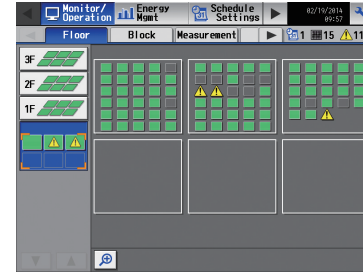 Monitor/ Operation
Energy Mgmt
Schedule Settings
02/19/2014 09:57
Floor
Block
Measurement
1
15
11
3F
2F
1F